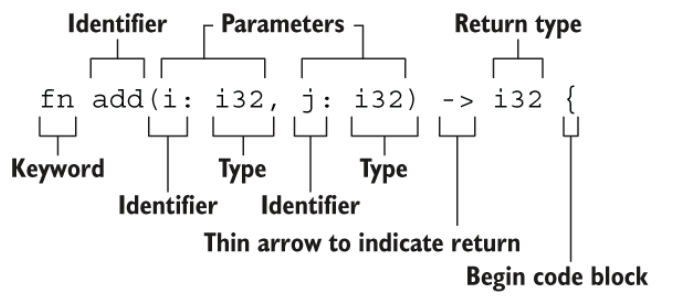 Identifier Parameters Return type
fn add(i: i32, j: i32) -> i32 {
Keyword Type Type
Identifier Identifier
Thin arrow to indicate return
Begin code block